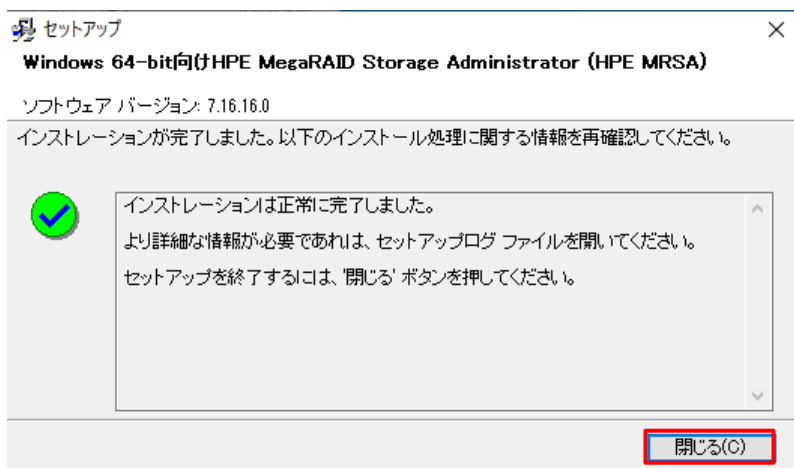 セットアップ
Windows 64-bit向けHPE MegaRAID Storage Administrator (HPE MRSA)
ソフトウェア バージョン: 7.16.16.0
インストレーションが完了しました。以下のインストール処理に関する情報を再確認してください。
インストレーションは正常に完了しました。
より詳細な情報が必要であれば、セットアップログ ファイルを開いてください。
セットアップを終了するには、'閉じる' ボタンを押してください。
閉じる(C)